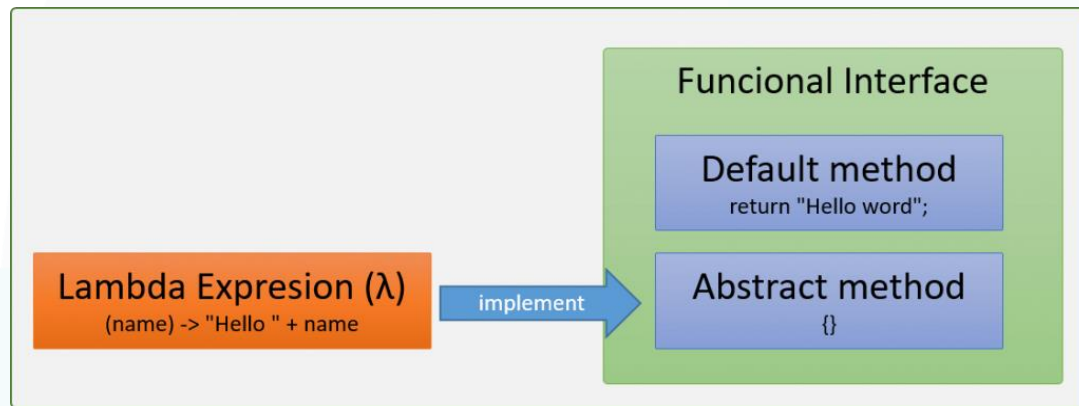 Funcional Interface
Default method
return "Hello word";
Lambda Expresion (λ)
(name) -> "Hello " + name
implement
Abstract method
{}